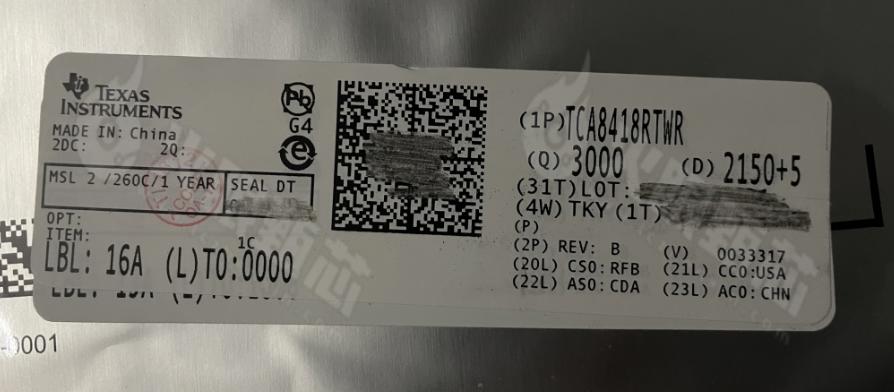 TEXAS
INSTRUMENTS
MADE IN: China
2DC: 2Q:
MSL 2 /260C/1 YEAR SEAL DT
OPT:
ITEM:
1C
LBL: 16A (L)TO:0000
Pb
G4
e
(1P)TCA8418RTWR
(Q) 3000 (D) 2150+5
(31T) LOT:
(4W) TKY (1T)
(P)
(2P) REV: B (V) 0033317
(20L) CSO:RFB (21L) CCO:USA
(22L) ASO:CDA (23L) ACO:CHN
-0001